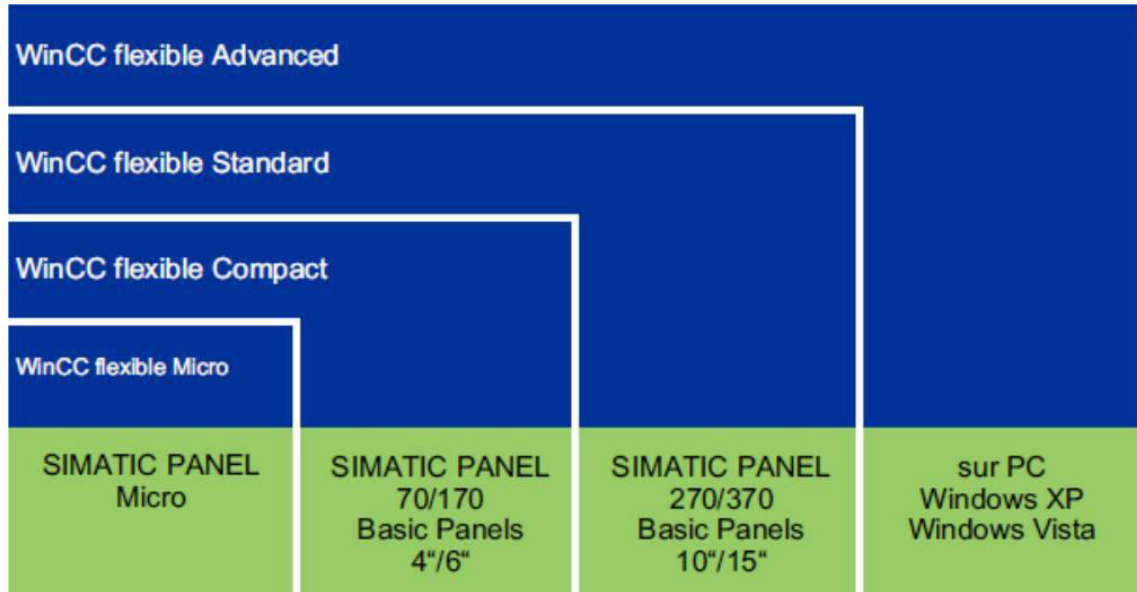 WinCC flexible Advanced
WinCC flexible Standard
WinCC flexible Compact
WinCC flexible Micro
SIMATIC PANEL
Micro
SIMATIC PANEL
70/170
Basic Panels
4“/6“
SIMATIC PANEL
270/370
Basic Panels
10“/15“
sur PC
Windows XP
Windows Vista